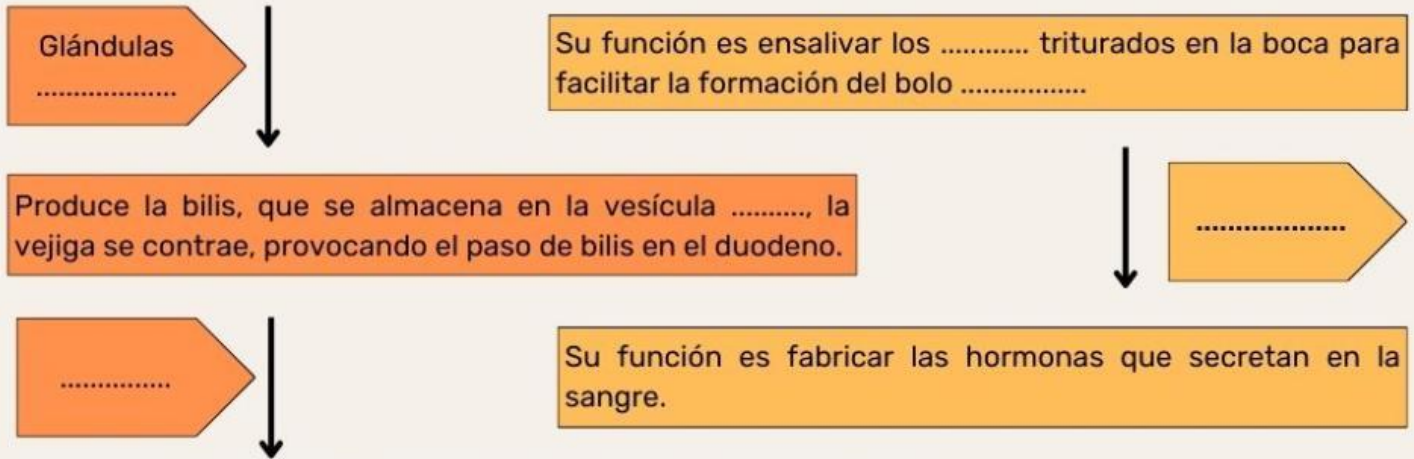 Glándulas
...................
Su función es ensalivar los ............ triturados en la boca para
facilitar la formación del bolo .................
Produce la bilis, que se almacena en la vesícula .........., la
vejiga se contrae, provocando el paso de bilis en el duodeno.
....................
...............
Su función es fabricar las hormonas que secretan en la
sangre.